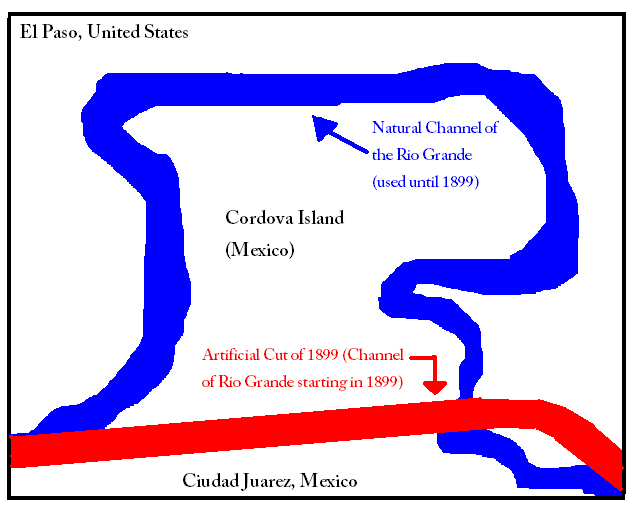 El Paso, United States
Natural Channel of
the Rio Grande
(used until 1899)
Cordova Island
(Mexico)
Artificial Cut of 1899 (Channel
of Rio Grande starting in 1899)
Ciudad Juarez, Mexico